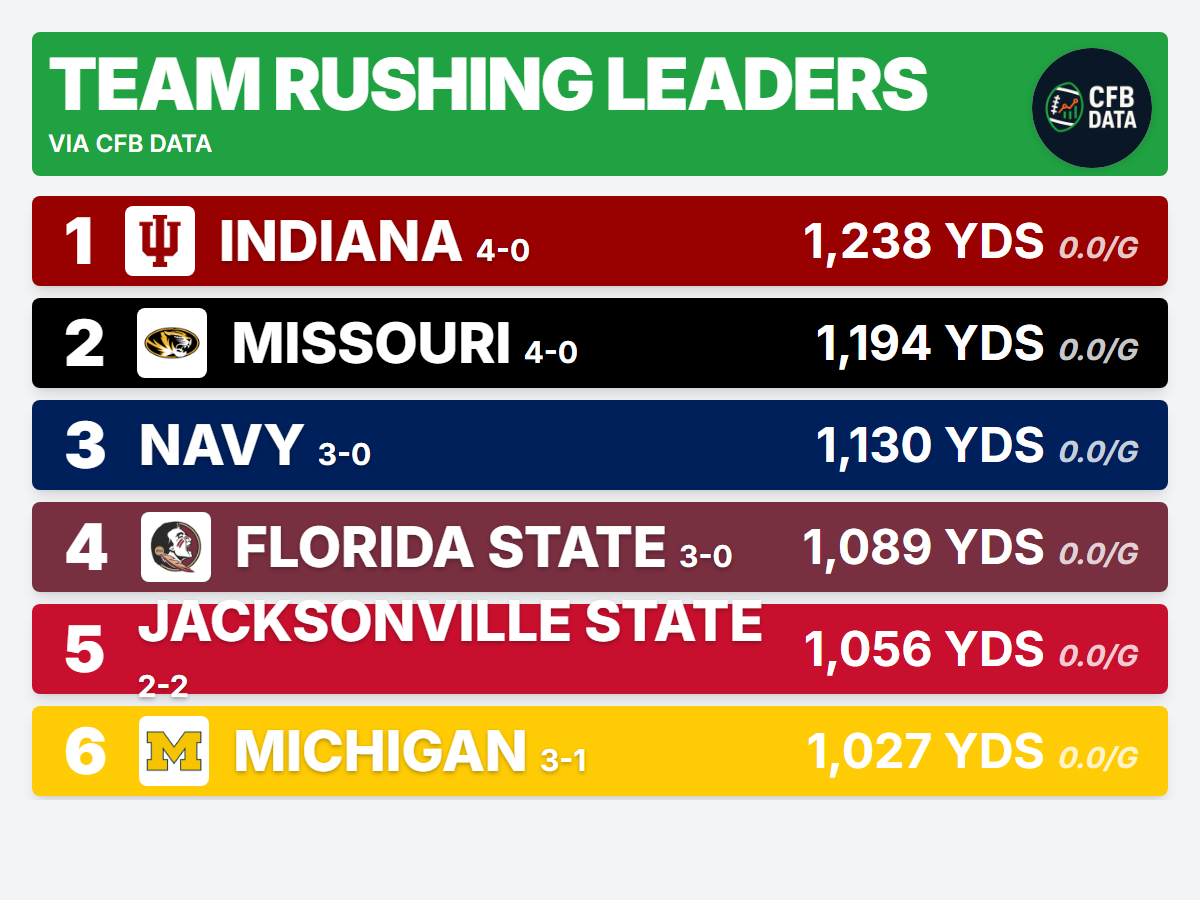 TEAM RUSHING LEADERS
VIA CFB DATA
CFB
DATA
1 INDIANA 4-0 1,238 YDS 0.0/G
2 MISSOURI 4-0 1,194 YDS 0.0/G
3 NAVY 3-0 1,130 YDS 0.0/G
4 FLORIDA STATE 3-0 1,089 YDS 0.0/G
5 JACKSONVILLE STATE 1,056 YDS 0.0/G
2-2
6 M MICHIGAN 3-1 1,027 YDS 0.0/G